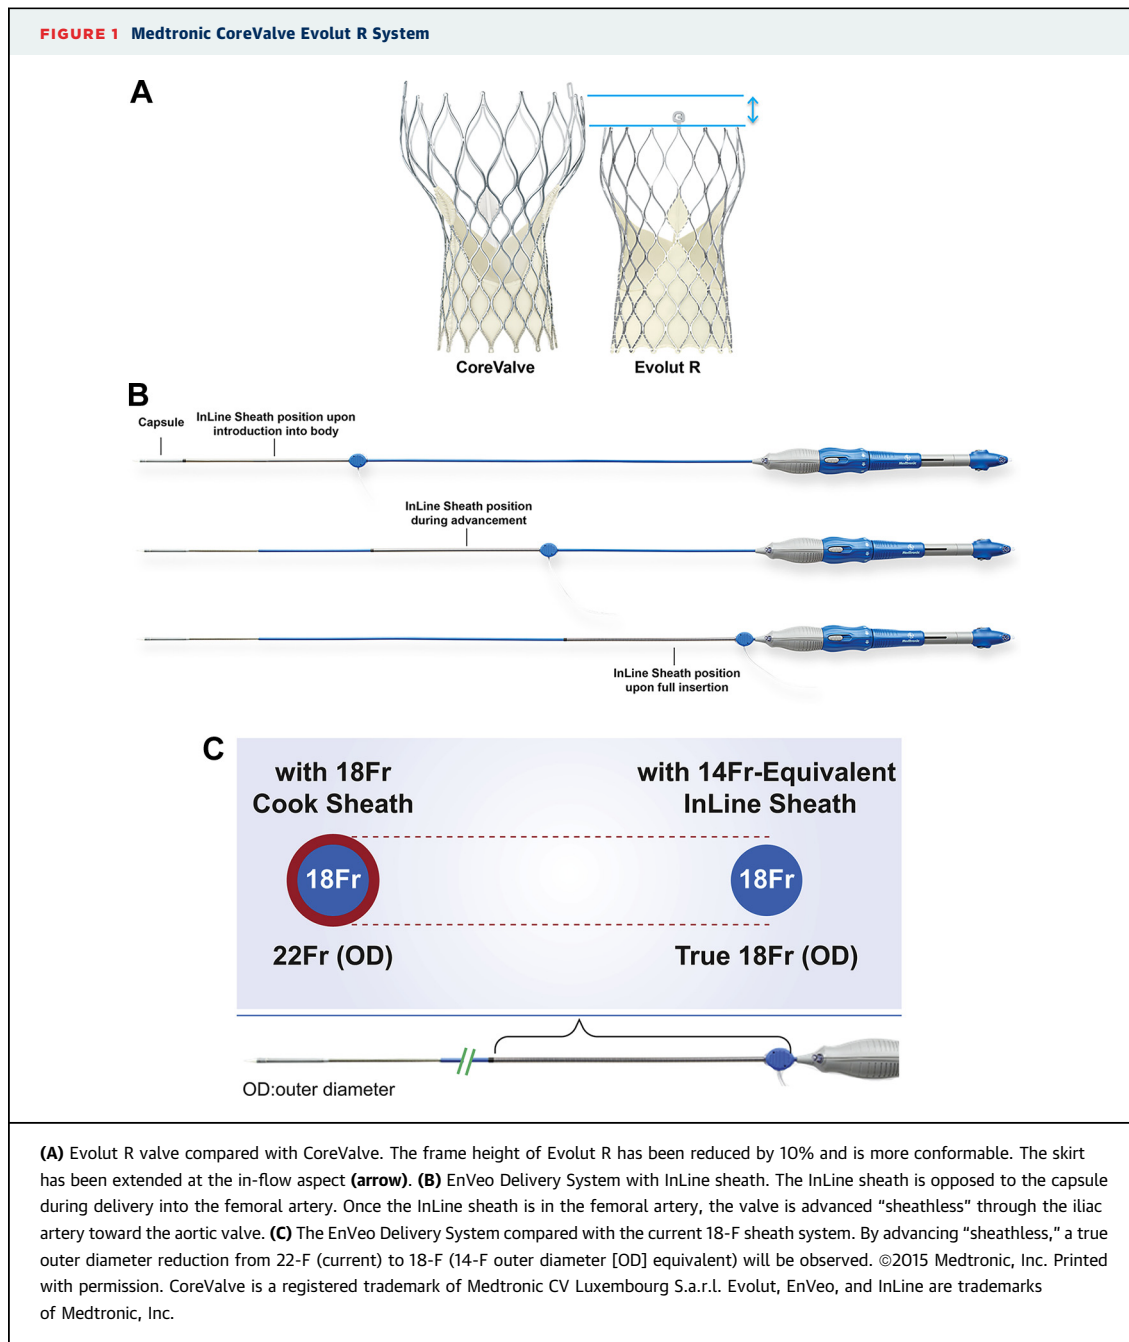 FIGURE 1 Medtronic CoreValve Evolut R System
A
CoreValve
Evolut R
B
Capsule
InLine Sheath position upon
introduction into body
Medtronic
InLine Sheath position
during advancement
Medtronic
InLine Sheath position
upon full insertion
Medtronic
C
with 18Fr
Cook Sheath
with 14Fr-Equivalent
InLine Sheath
18Fr
18Fr
22Fr (OD)
True 18Fr (OD)
OD:outer diameter
(A) Evolut R valve compared with CoreValve. The frame height of Evolut R has been reduced by 10% and is more conformable. The skirt
has been extended at the in-flow aspect (arrow). (B) EnVeo Delivery System with InLine sheath. The InLine sheath is opposed to the capsule
during delivery into the femoral artery. Once the InLine sheath is in the femoral artery, the valve is advanced “sheathless” through the iliac
artery toward the aortic valve. (C) The EnVeo Delivery System compared with the current 18-F sheath system. By advancing “sheathless,” a true
outer diameter reduction from 22-F (current) to 18-F (14-F outer diameter [OD] equivalent) will be observed. ©2015 Medtronic, Inc. Printed
with permission. CoreValve is a registered trademark of Medtronic CV Luxembourg S.a.r.l. Evolut, EnVeo, and InLine are trademarks
of Medtronic, Inc.